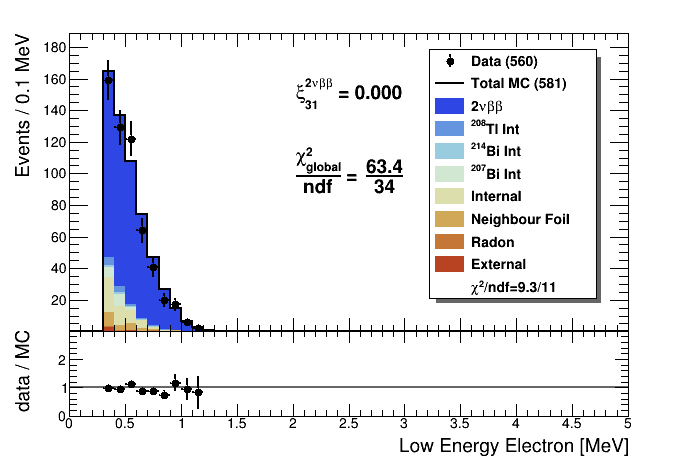 Events / 0.1 MeV
180
160
140
120
100
80
60
40
20
ξ 2νββ 31 = 0.000
χ2 global / ndf = 63.4 / 34
Data (560)
Total MC (581)
2νββ
208Tl Int
214Bi Int
207Bi Int
Internal
Neighbour Foil
Radon
External
χ2/ndf=9.3/11
data / MC
2
1
0
0 0.5 1 1.5 2 2.5 3 3.5 4 4.5 5
Low Energy Electron [MeV]